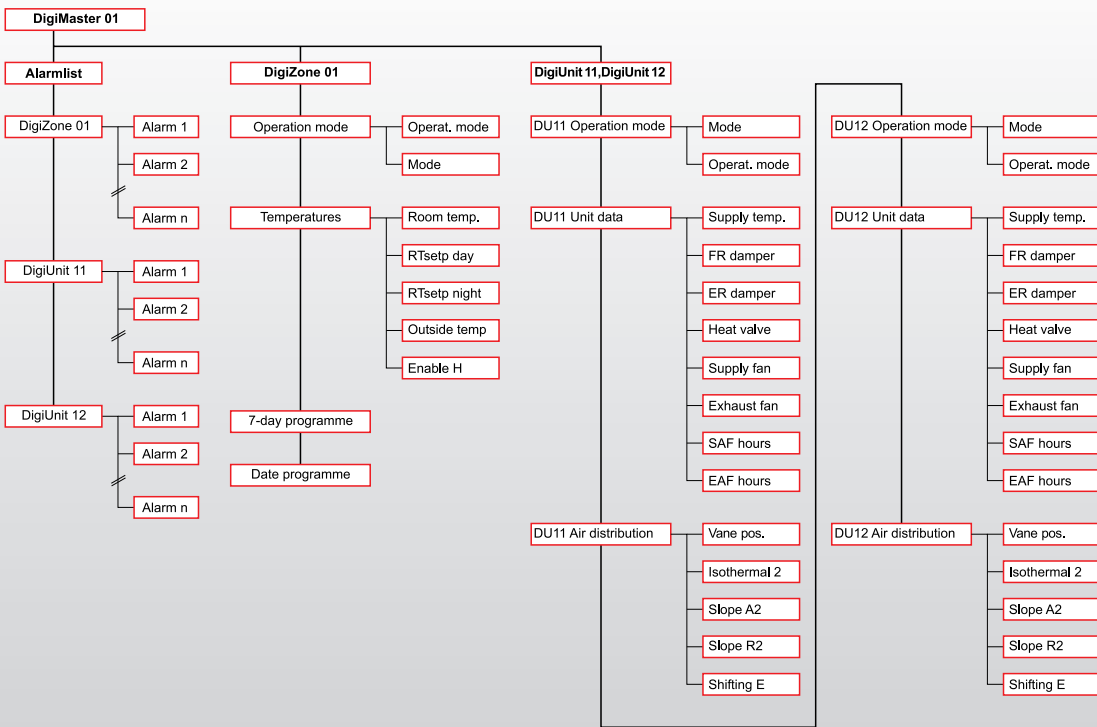 DigiMaster 01
Alarmlist
DigiZone 01
Alarm 1
Alarm 2
Alarm n
DigiUnit 11
Alarm 1
Alarm 2
Alarm n
DigiUnit 12
Alarm 1
Alarm 2
Alarm n
DigiZone 01
Operation mode
Operat. mode
Mode
Temperatures
Room temp.
RTsetp day
RTsetp night
Outside temp
Enable H
7-day programme
Date programme
DigiUnit 11,DigiUnit 12
DU11 Operation mode
Mode
Operat. mode
DU11 Unit data
Supply temp.
FR damper
ER damper
Heat valve
Supply fan
Exhaust fan
SAF hours
EAF hours
DU11 Air distribution
Vane pos.
Isothermal 2
Slope A2
Slope R2
Shifting E
DU12 Operation mode
Mode
Operat. mode
DU12 Unit data
Supply temp.
FR damper
ER damper
Heat valve
Supply fan
Exhaust fan
SAF hours
EAF hours
DU12 Air distribution
Vane pos.
Isothermal 2
Slope A2
Slope R2
Shifting E